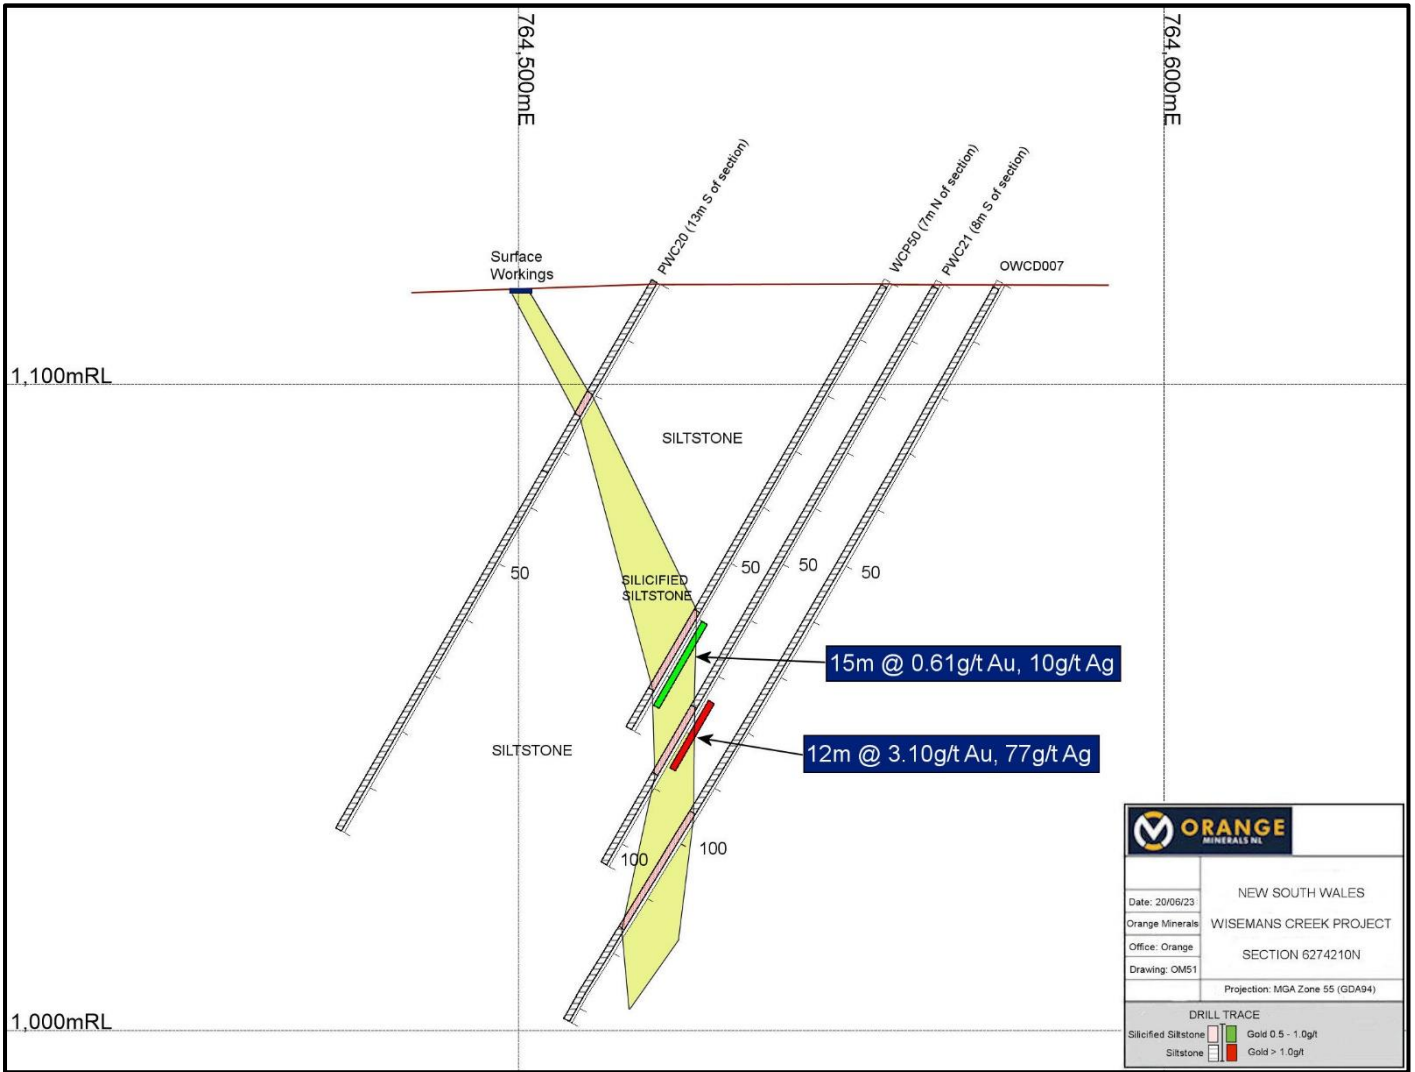 764,500mE
764,600mE
PWC20 (13m S of section)
WCP50 (7m N of section)
PWC21 (8m S of section)
OWCD007
Surface
Workings
1,100mRL
SILTSTONE
50
50
50
50
SILICIFIED
SILTSTONE
15m @ 0.61g/t Au, 10g/t Ag
SILTSTONE
12m @ 3.10g/t Au, 77g/t Ag
100
100
1,000mRL
ORANGE
MINERALS NL
Date: 20/06/23
Orange Minerals
Office: Orange
Drawing: OM51
NEW SOUTH WALES
WISEMANS CREEK PROJECT
SECTION 6274210N
Projection: MGA Zone 55 (GDA94)
DRILL TRACE
Silicified Siltstone
Gold 0.5 - 1.0g/t
Siltstone
Gold > 1.0g/t